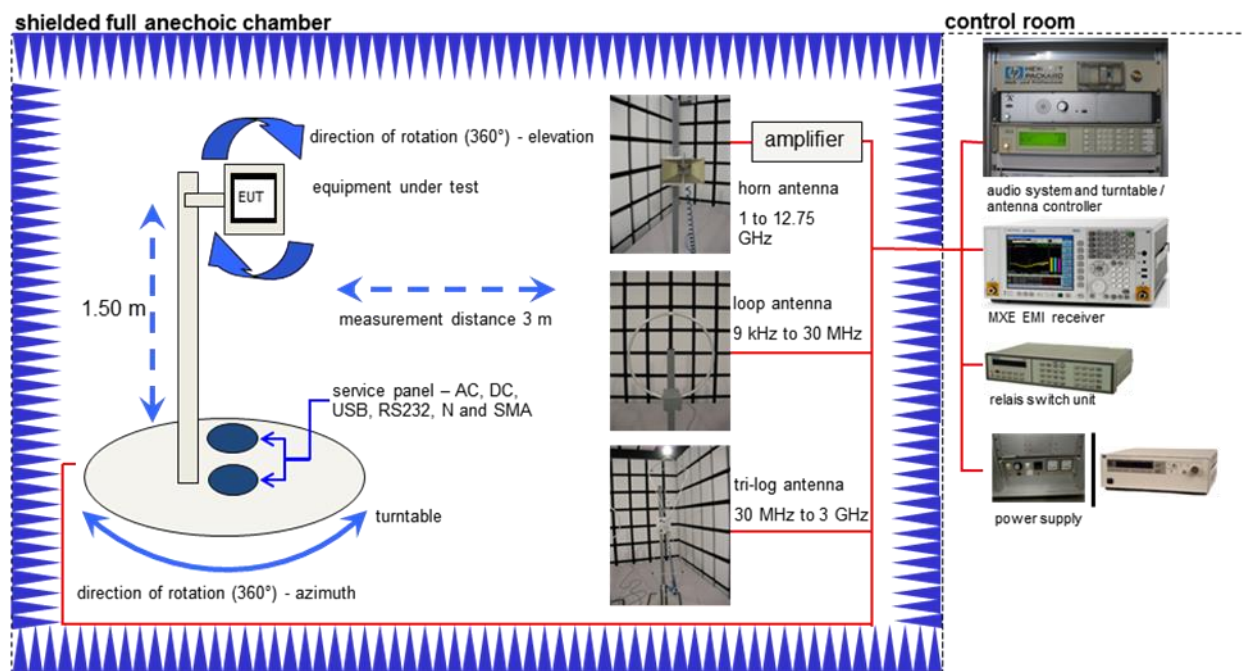 shielded full anechoic chamber
control room
direction of rotation (360°) - elevation
equipment under test
EUT
1.50 m
measurement distance 3 m
service panel – AC, DC,
USB, RS232, N and SMA
turntable
direction of rotation (360°) - azimuth
amplifier
horn antenna
1 to 12.75
GHz
loop antenna
9 kHz to 30 MHz
tri-log antenna
30 MHz to 3 GHz
HEWLETT
PACKARD
audio system and turntable /
antenna controller
MXE EMI receiver
relais switch unit
power supply